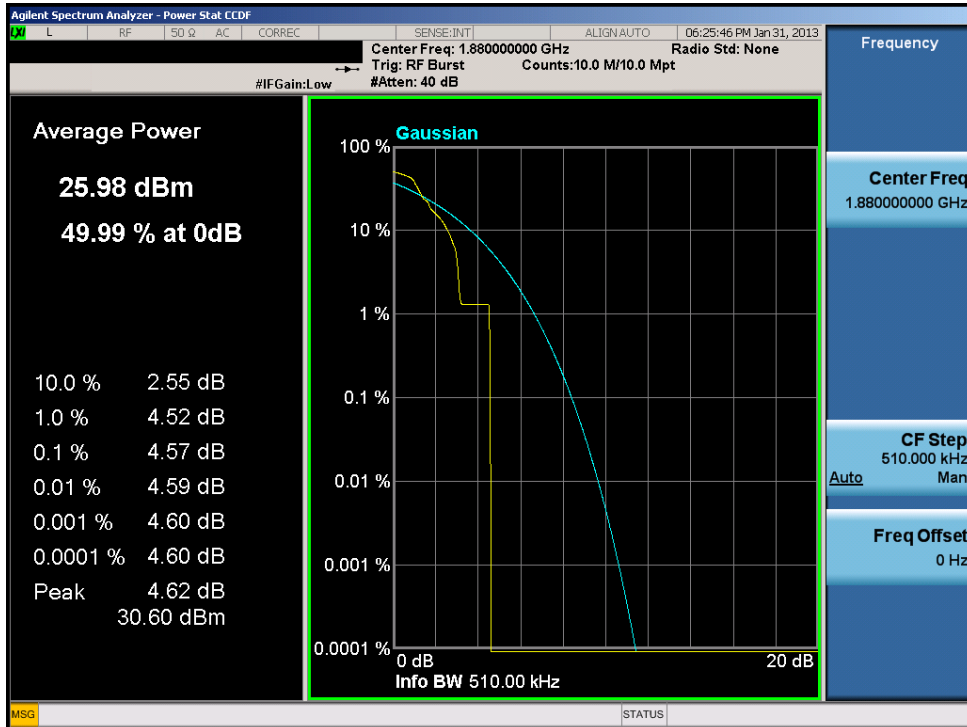 Agilent Spectrum Analyzer - Power Stat CCDF
LXI L RF 50 Ω AC CORREC SENSE:INT ALIGN AUTO 06:25:46 PM Jan 31, 2013
Center Freq: 1.880000000 GHz Radio Std: None
Trig: RF Burst Counts:10.0 M/10.0 Mpt
#IFGain:Low #Atten: 40 dB
Average Power
25.98 dBm
49.99 % at 0dB
10.0 % 2.55 dB
1.0 % 4.52 dB
0.1 % 4.57 dB
0.01 % 4.59 dB
0.001 % 4.60 dB
0.0001 % 4.60 dB
Peak 4.62 dB
30.60 dBm
Gaussian
100 %
10 %
1 %
0.1 %
0.01 %
0.001 %
0.0001 %
0 dB 20 dB
Info BW 510.00 kHz
Frequency
Center Freq
1.880000000 GHz
CF Step
510.000 kHz
Auto Man
Freq Offset
0 Hz
MSG STATUS